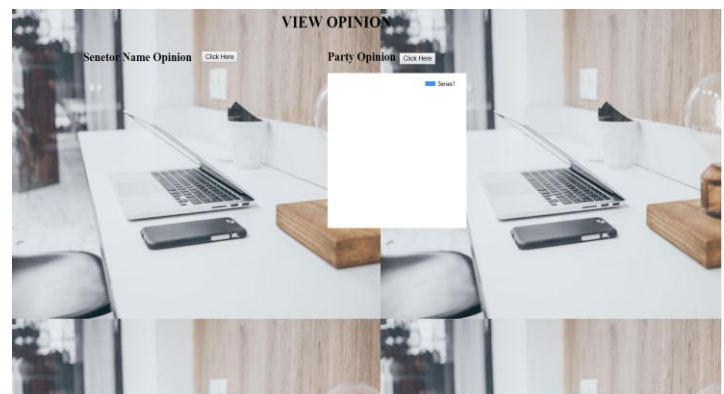 VIEW OPINION
Senetor Name Opinion Click Here
Party Opinion Click Here
Series1